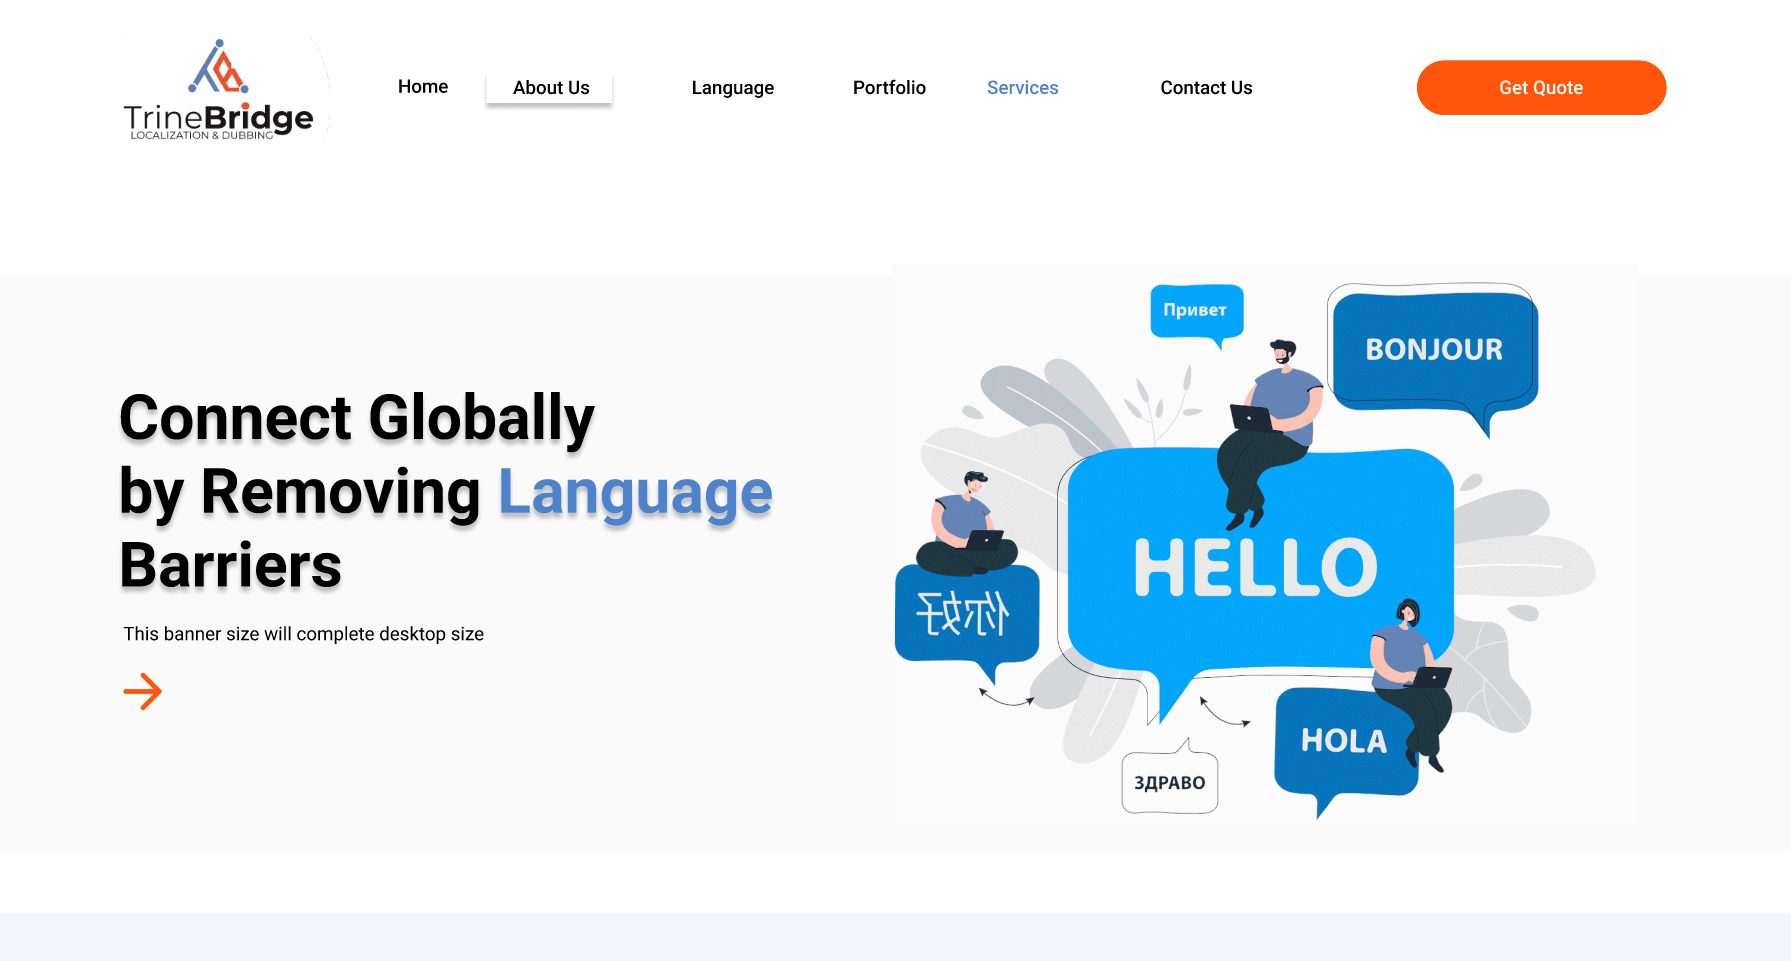 TrineBridge
LOCALIZATION & DUBBING
Home
About Us
Language
Portfolio
Services
Contact Us
Get Quote
Connect Globally
by Removing Language
Barriers
This banner size will complete desktop size
Привет
BONJOUR
HELLO
你好
HOLA
ЗДРАВО